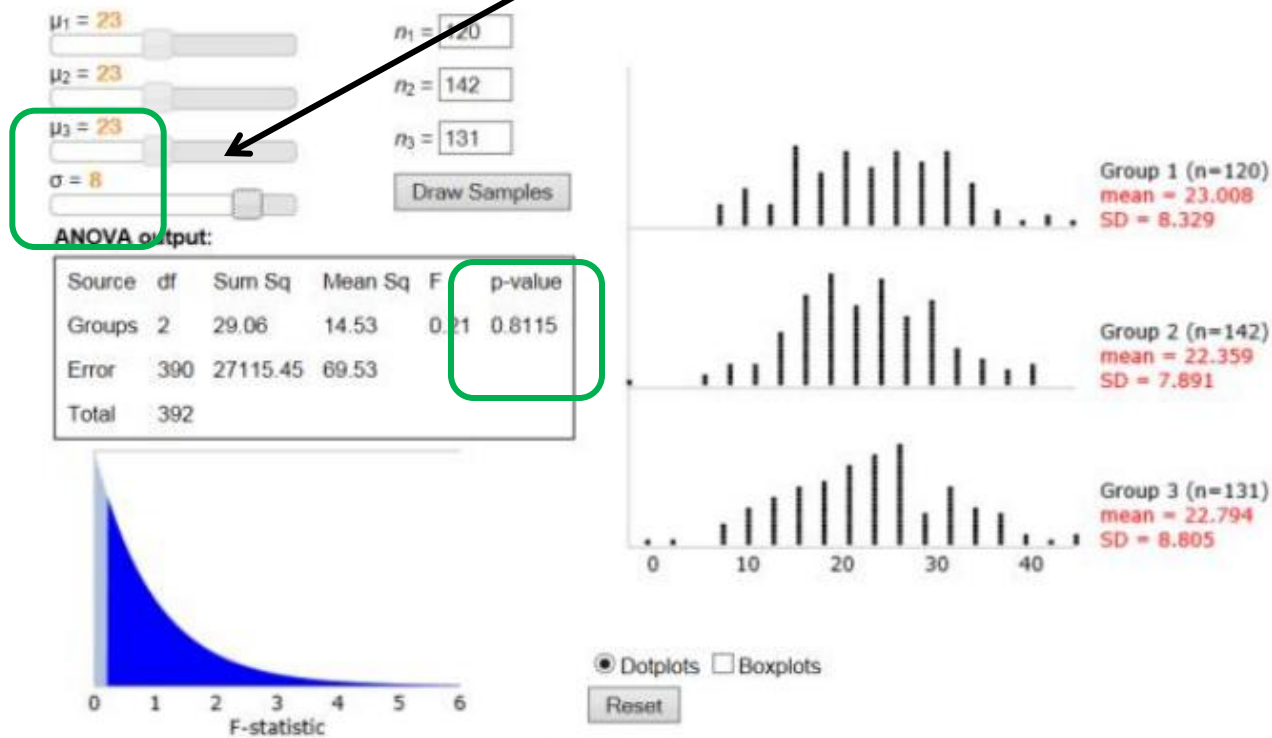 μ1 = 23
n1 = 120
μ2 = 23
n2 = 142
μ3 = 23
n3 = 131
σ = 8
Draw Samples
ANOVA output:
Source df Sum Sq Mean Sq F p-value
Groups 2 29.06 14.53 0.21 0.8115
Error 390 27115.45 69.53
Total 392
0 1 2 3 4 5 6
F-statistic
Group 1 (n=120)
mean = 23.008
SD = 8.329
Group 2 (n=142)
mean = 22.359
SD = 7.891
Group 3 (n=131)
mean = 22.794
SD = 8.805
0 10 20 30 40
Dotplots Boxplots
Reset